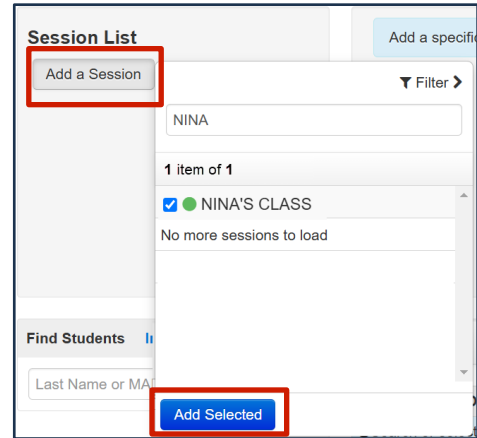 Session List
Add a specifi
Add a Session
Filter
NINA
1 item of 1
NINA'S CLASS
No more sessions to load
Find Students
Last Name or MA
Add Selected